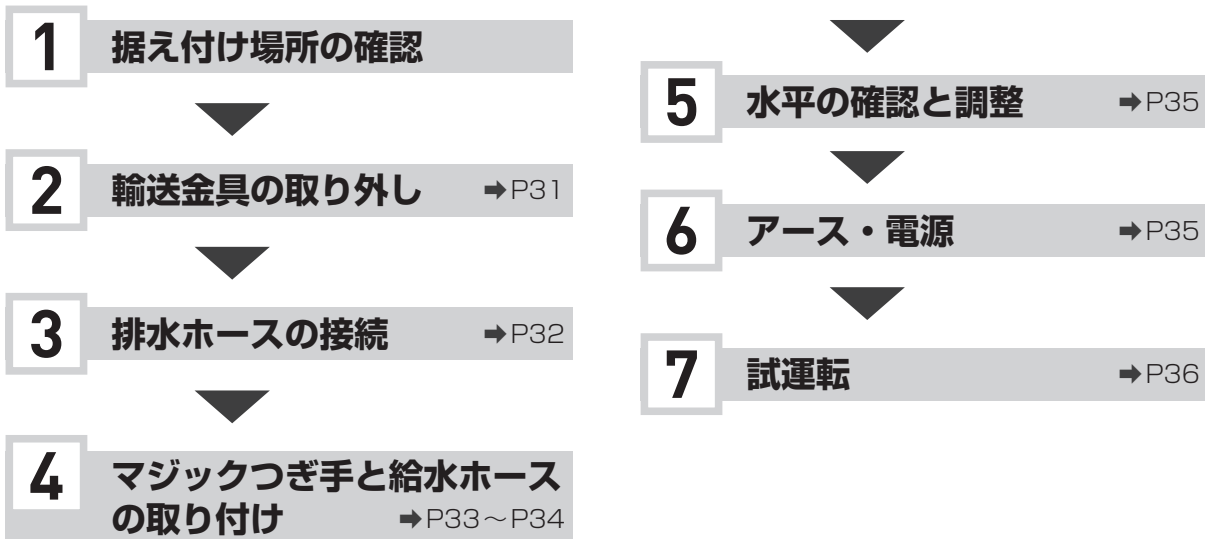 1 据え付け場所の確認
2 輸送金具の取り外し ➡P31
3 排水ホースの接続 ➡P32
4 マジックつぎ手と給水ホース
の取り付け ➡P33～P34
5 水平の確認と調整 ➡P35
6 アース・電源 ➡P35
7 試運転 ➡P36